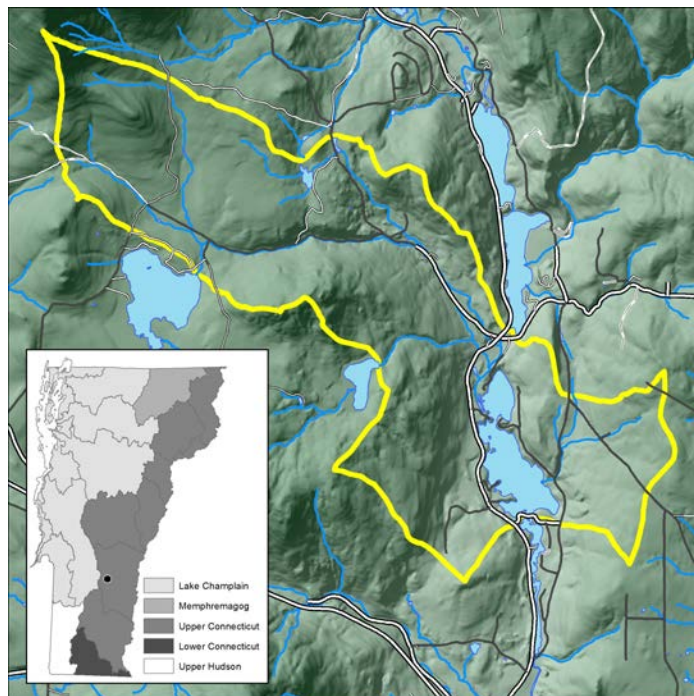 Lake Champlain
Memphremagog
Upper Connecticut
Lower Connecticut
Upper Hudson